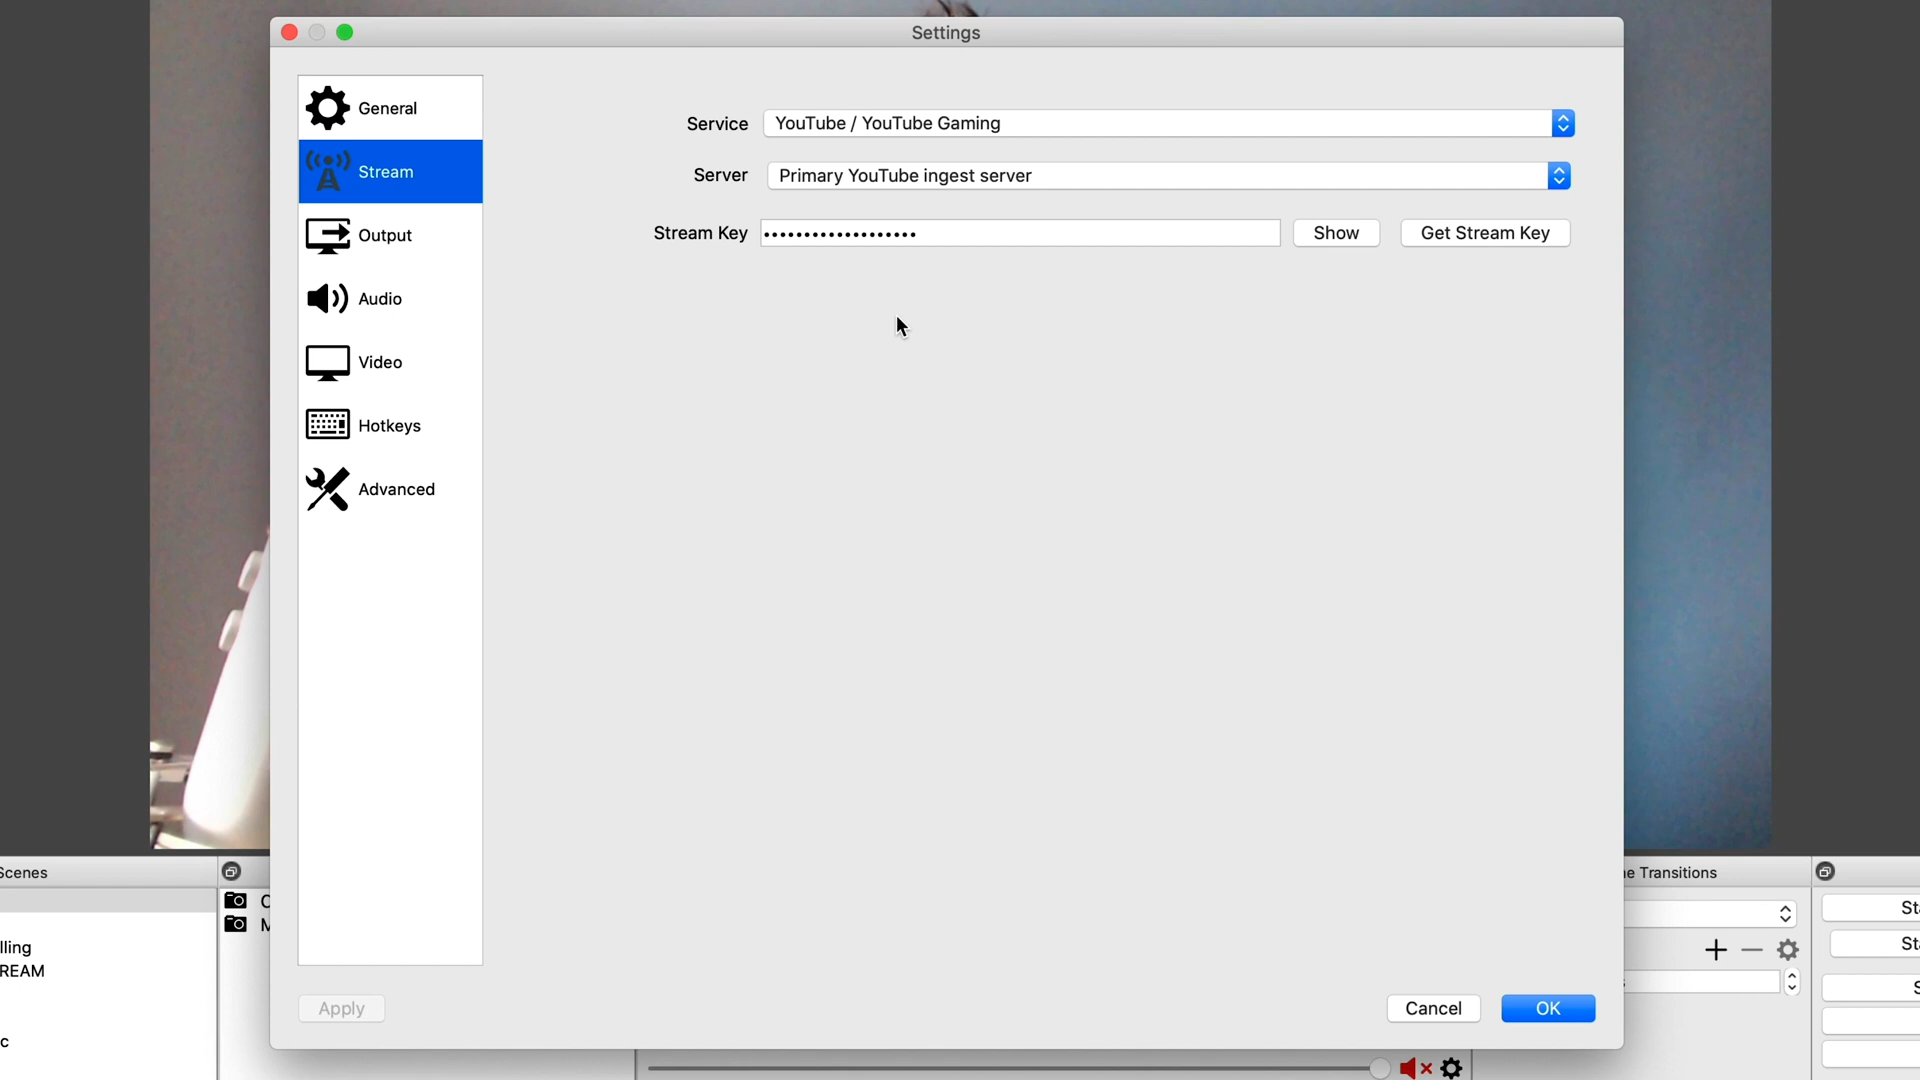 Settings
General
Stream
Output
Audio
Video
Hotkeys
Advanced
Service YouTube / YouTube Gaming
Server Primary YouTube ingest server
Stream Key ••••••••••••••••••• Show Get Stream Key
Apply Cancel OK
Scenes
lling
REAM
c
e Transitions